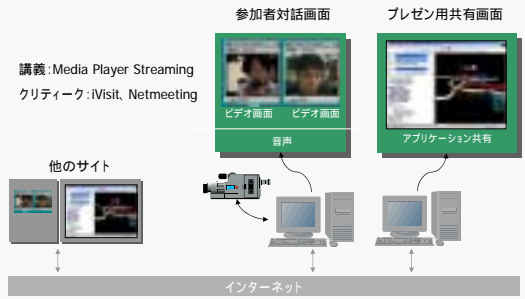 参加者対話画面
プレゼン用共有画面
講義:Media Player Streaming
クリティーク:iVisit、Netmeeting
ビデオ画面
ビデオ画面
音声
アプリケーション共有
他のサイト
インターネット